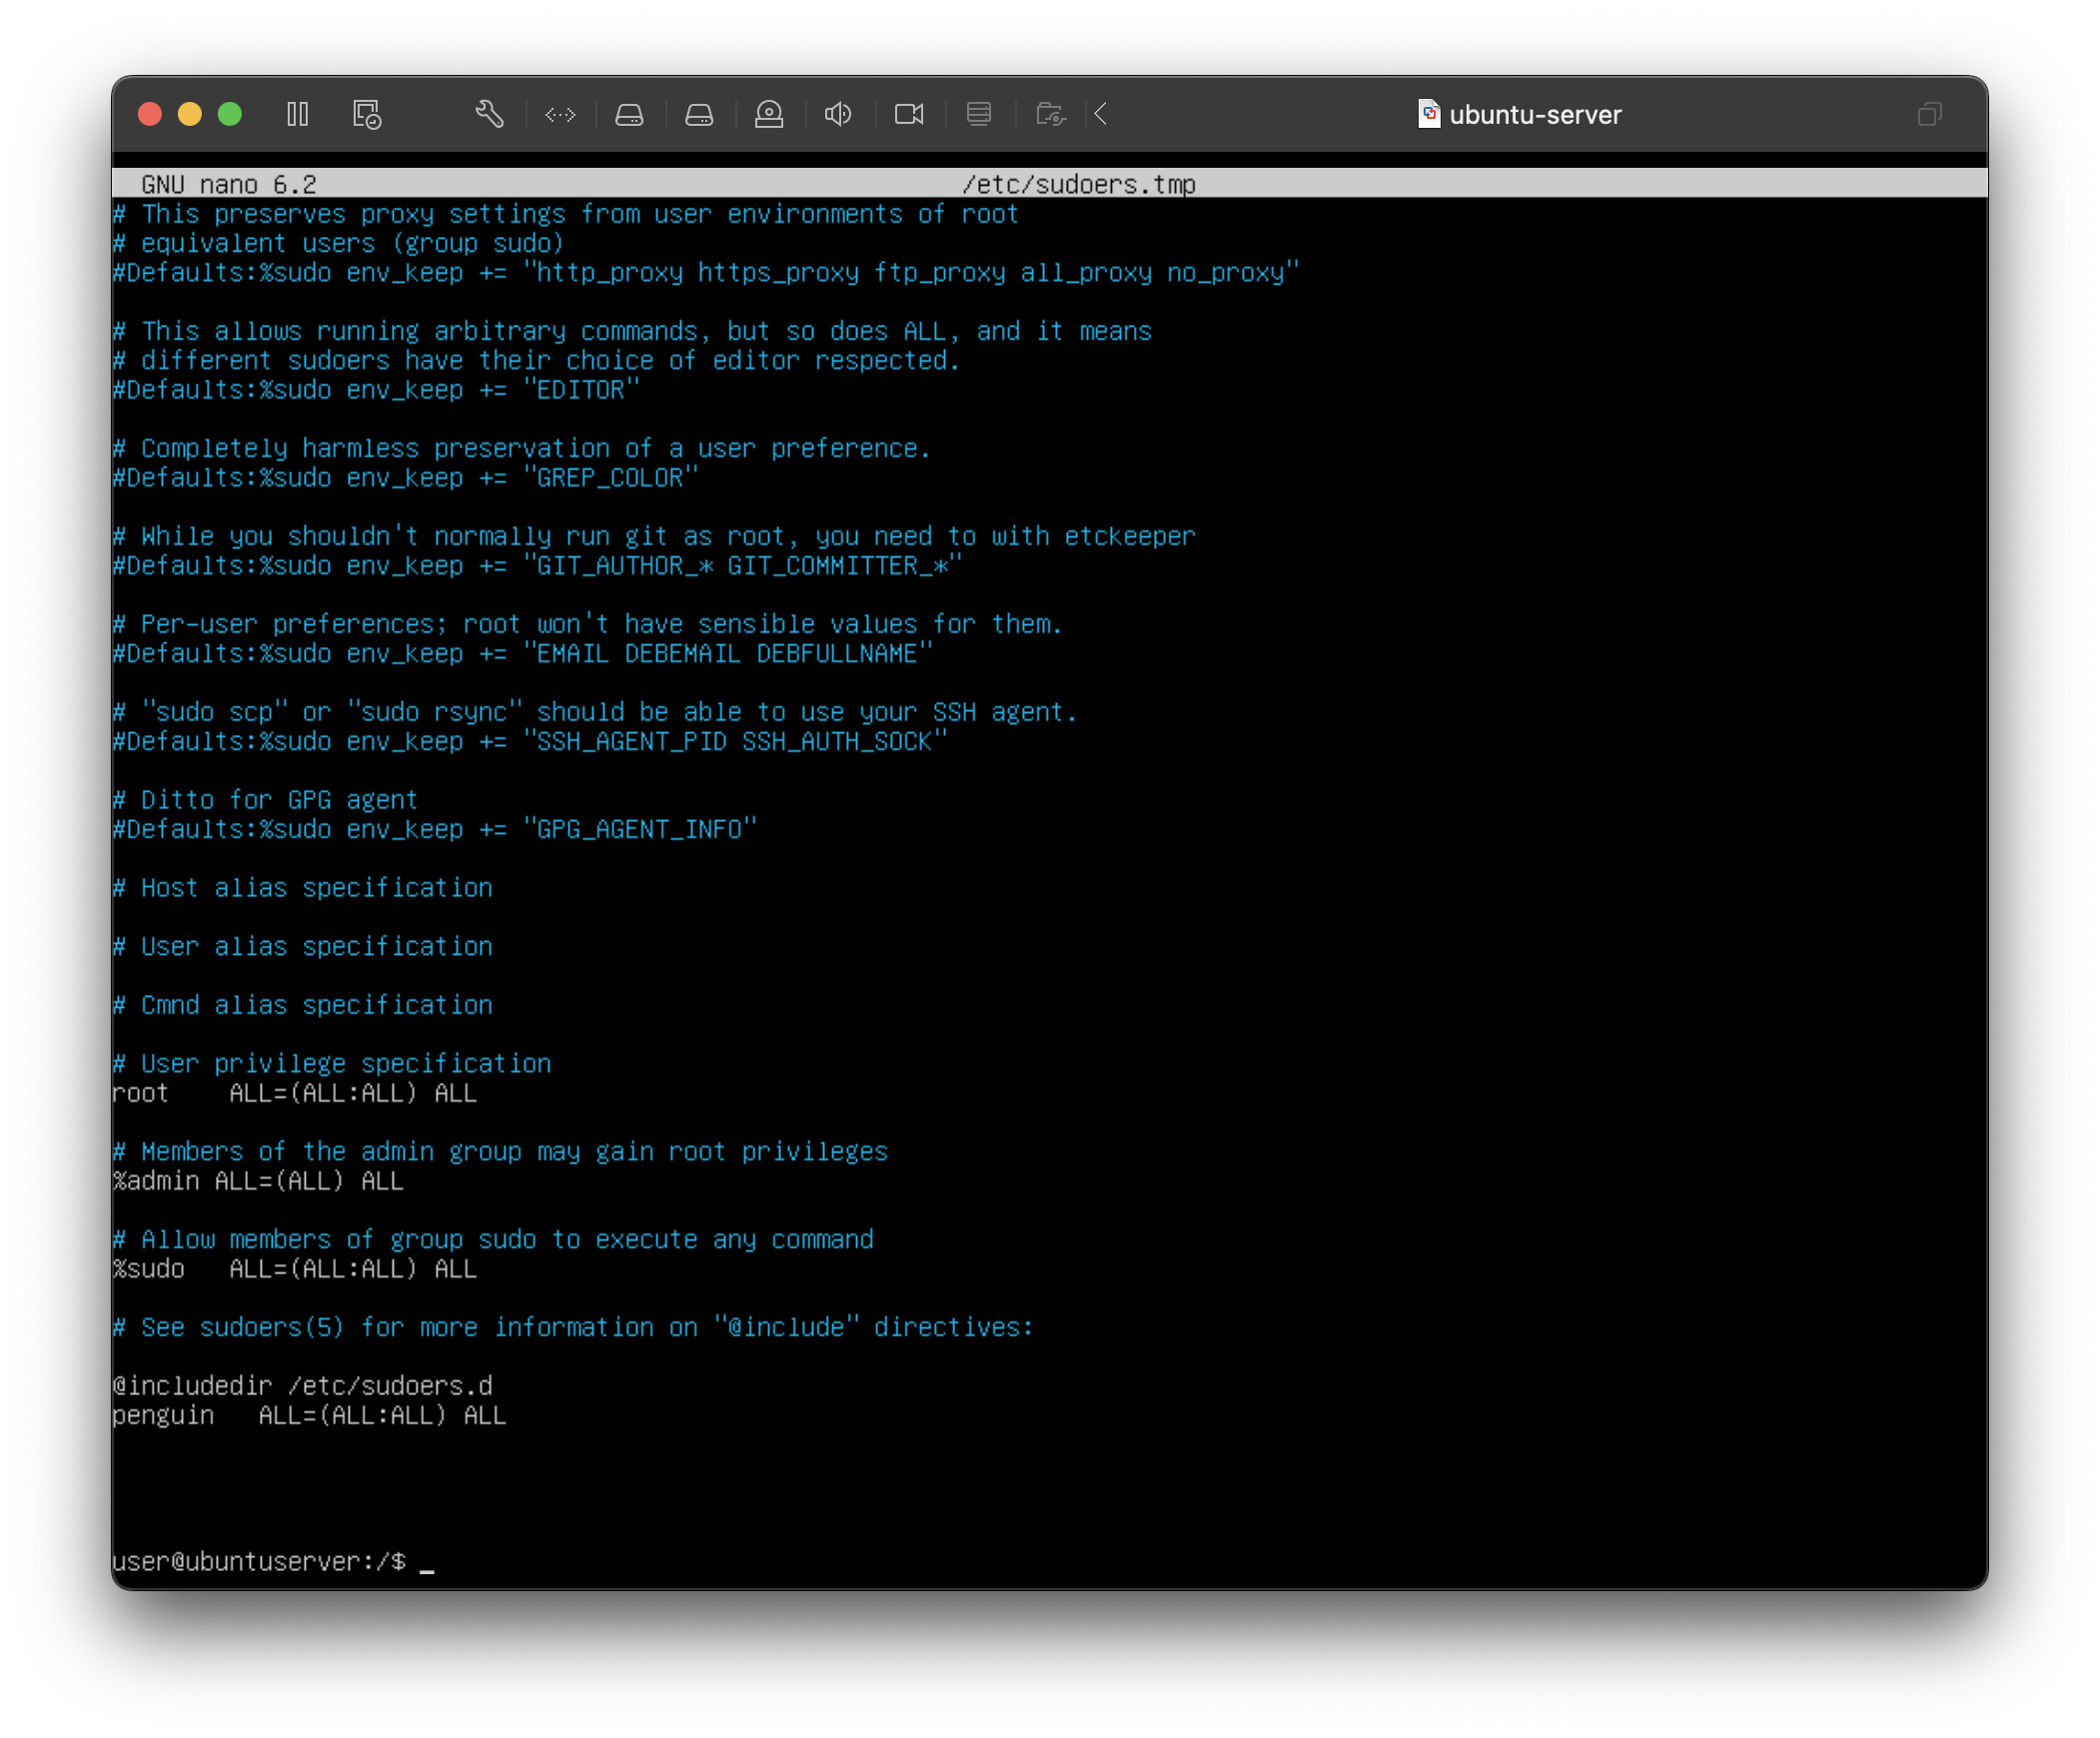 ubuntu-server
GNU nano 6.2 /etc/sudoers.tmp
# This preserves proxy settings from user environments of root
# equivalent users (group sudo)
#Defaults:%sudo env_keep += "http_proxy https_proxy ftp_proxy all_proxy no_proxy"
# This allows running arbitrary commands, but so does ALL, and it means
# different sudoers have their choice of editor respected.
#Defaults:%sudo env_keep += "EDITOR"
# Completely harmless preservation of a user preference.
#Defaults:%sudo env_keep += "GREP_COLOR"
# While you shouldn't normally run git as root, you need to with etckeeper
#Defaults:%sudo env_keep += "GIT_AUTHOR_* GIT_COMMITTER_*"
# Per-user preferences; root won't have sensible values for them.
#Defaults:%sudo env_keep += "EMAIL DEBEMAIL DEBFULLNAME"
# "sudo scp" or "sudo rsync" should be able to use your SSH agent.
#Defaults:%sudo env_keep += "SSH_AGENT_PID SSH_AUTH_SOCK"
# Ditto for GPG agent
#Defaults:%sudo env_keep += "GPG_AGENT_INFO"
# Host alias specification
# User alias specification
# Cmnd alias specification
# User privilege specification
root    ALL=(ALL:ALL) ALL
# Members of the admin group may gain root privileges
%admin ALL=(ALL) ALL
# Allow members of group sudo to execute any command
%sudo   ALL=(ALL:ALL) ALL
# See sudoers(5) for more information on "@include" directives:
@includedir /etc/sudoers.d
penguin   ALL=(ALL:ALL) ALL
user@ubuntuserver:/$ _